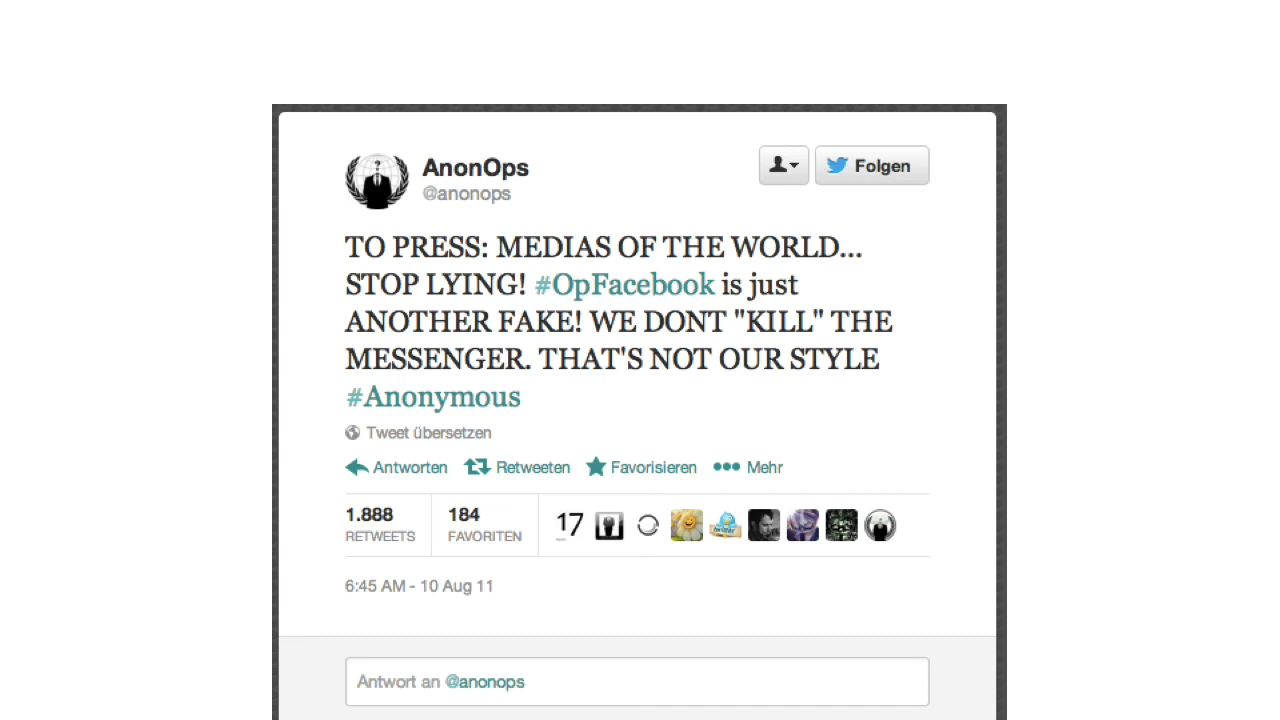 AnonOps
@anonops
Folgen
TO PRESS: MEDIAS OF THE WORLD...
STOP LYING! #OpFacebook is just
ANOTHER FAKE! WE DONT "KILL" THE
MESSENGER. THAT'S NOT OUR STYLE
#Anonymous
Tweet übersetzen
Antworten Retweeten Favorisieren Mehr
1.888 184 17
RETWEETS FAVORITEN
6:45 AM - 10 Aug 11
Antwort an @anonops